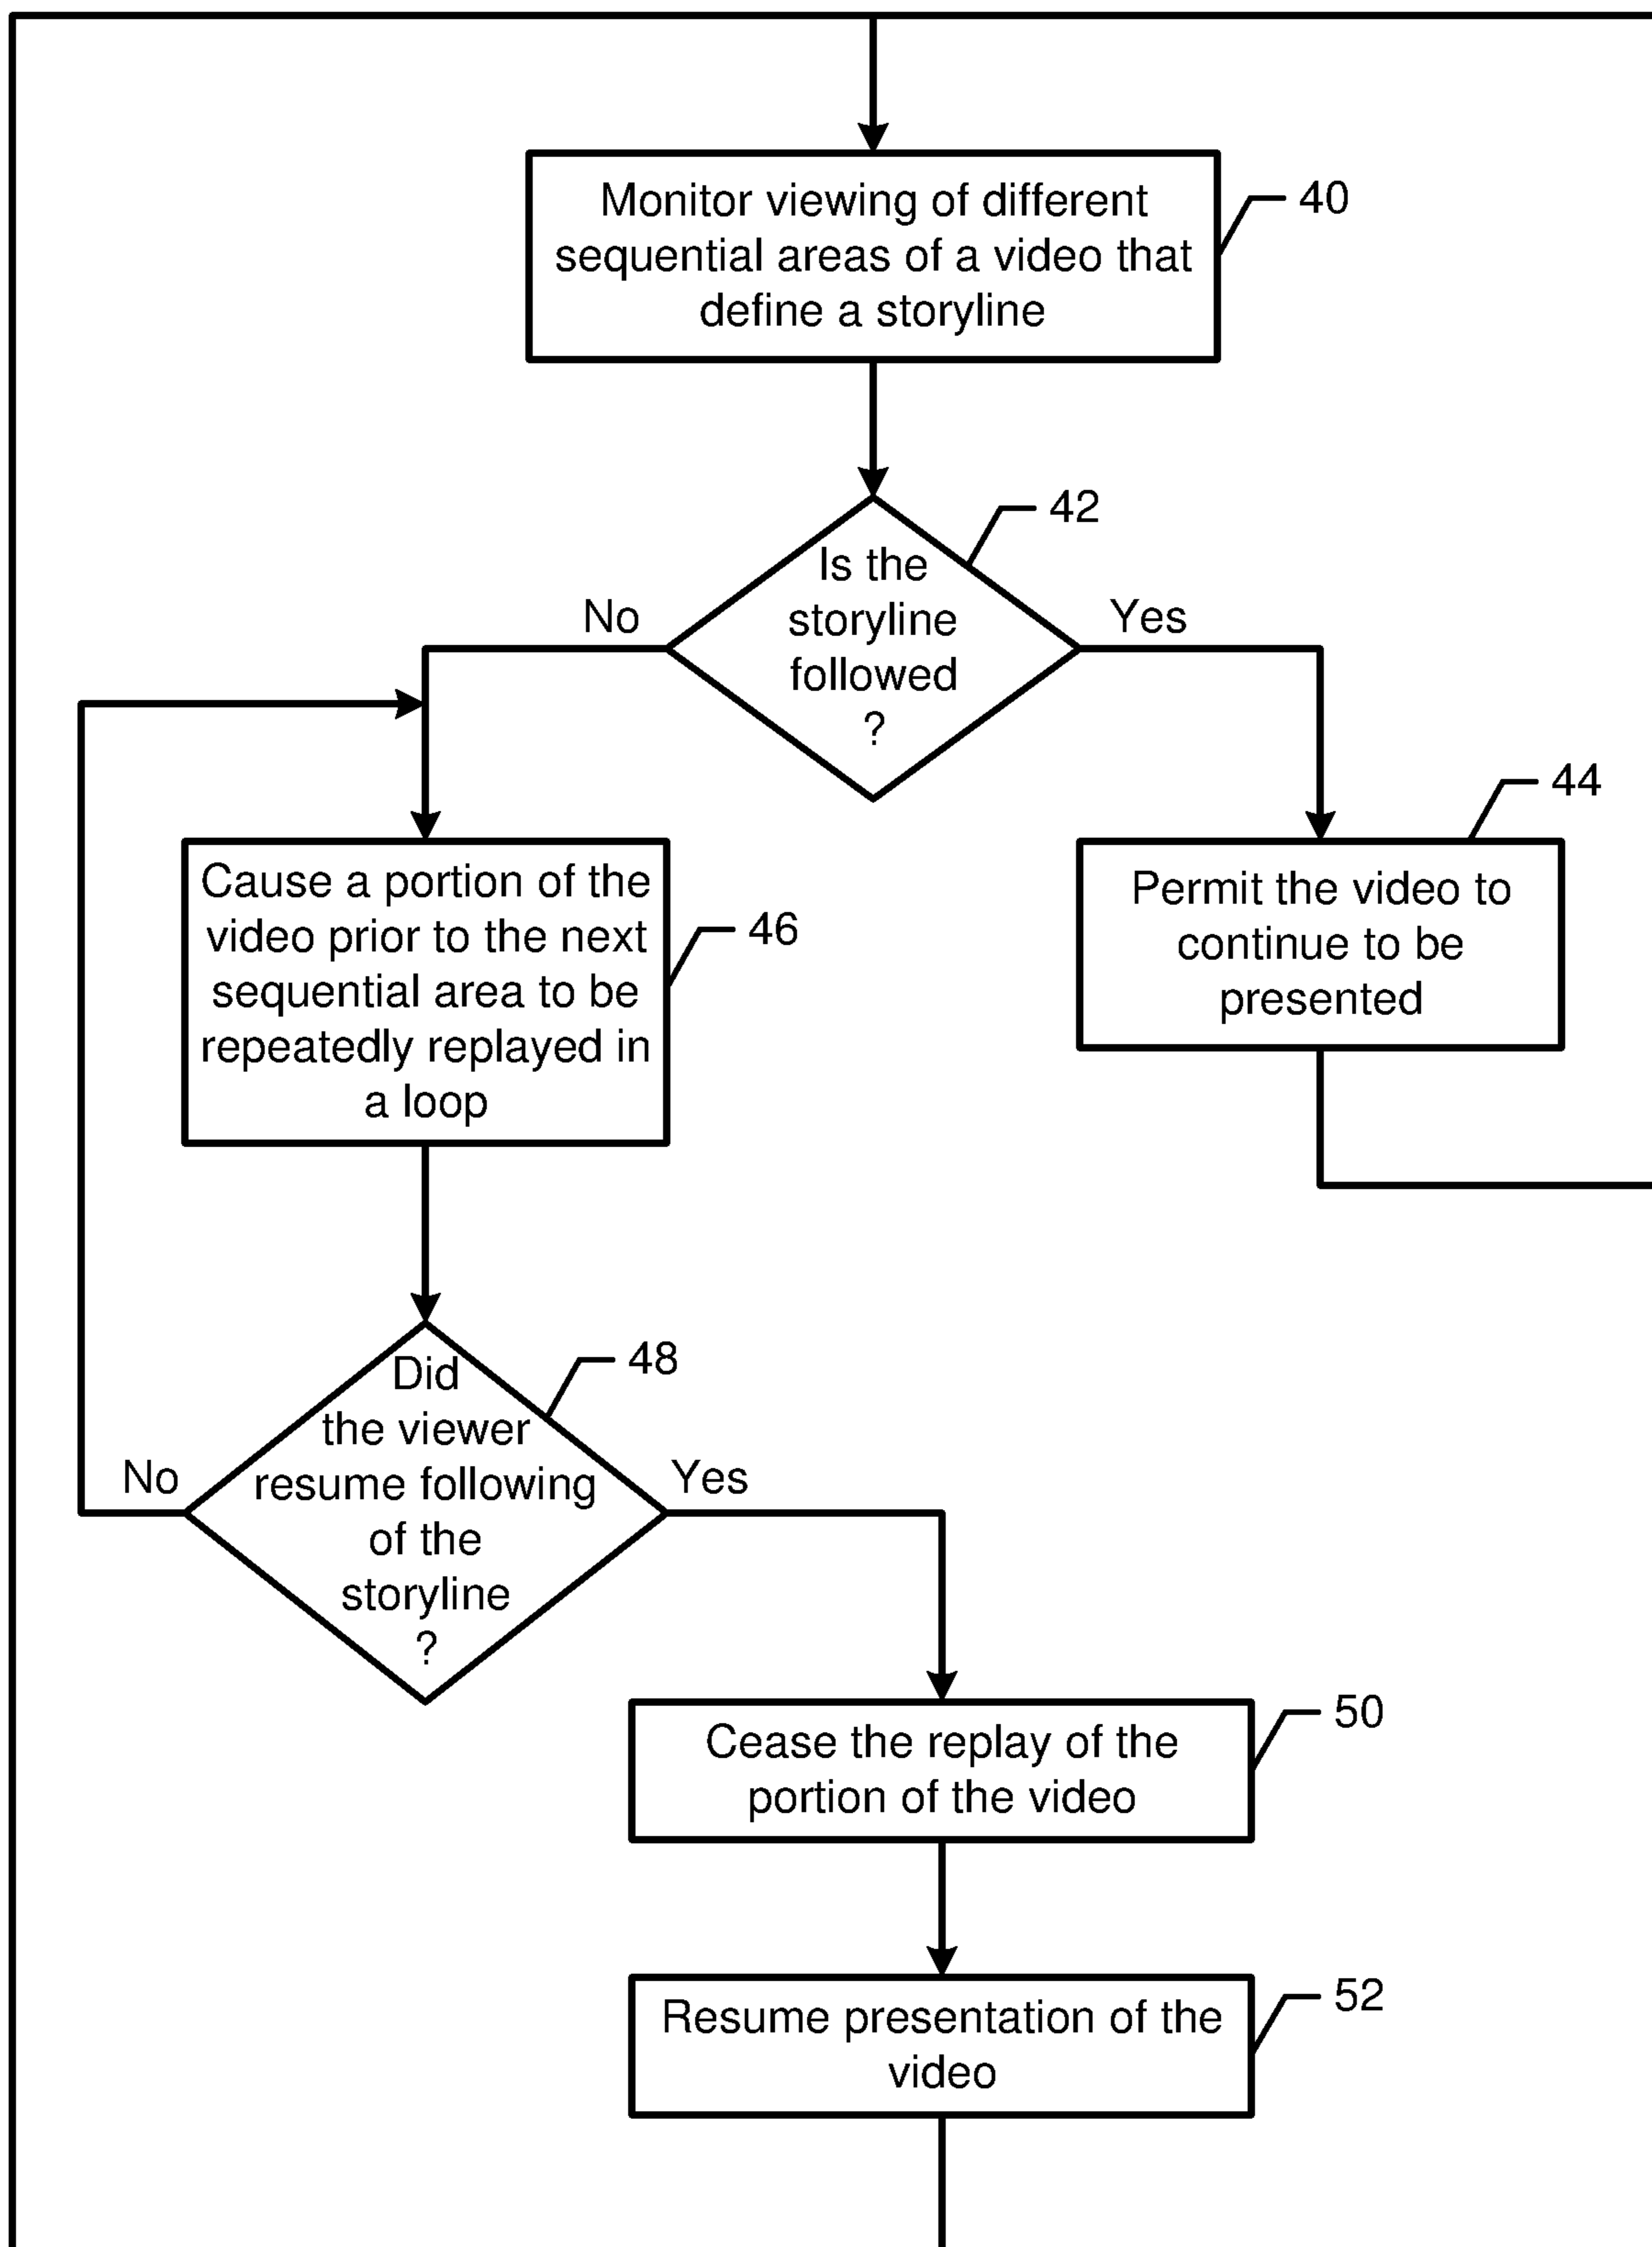 Monitor viewing of different
sequential areas of a video that
define a storyline
40
42
Is the
storyline
followed
?
No
Yes
44
Cause a portion of the
video prior to the next
sequential area to be
repeatedly replayed in
a loop
46
Permit the video to
continue to be
presented
48
Did
the viewer
resume following
of the
storyline
?
No
Yes
50
Cease the replay of the
portion of the video
52
Resume presentation of the
video